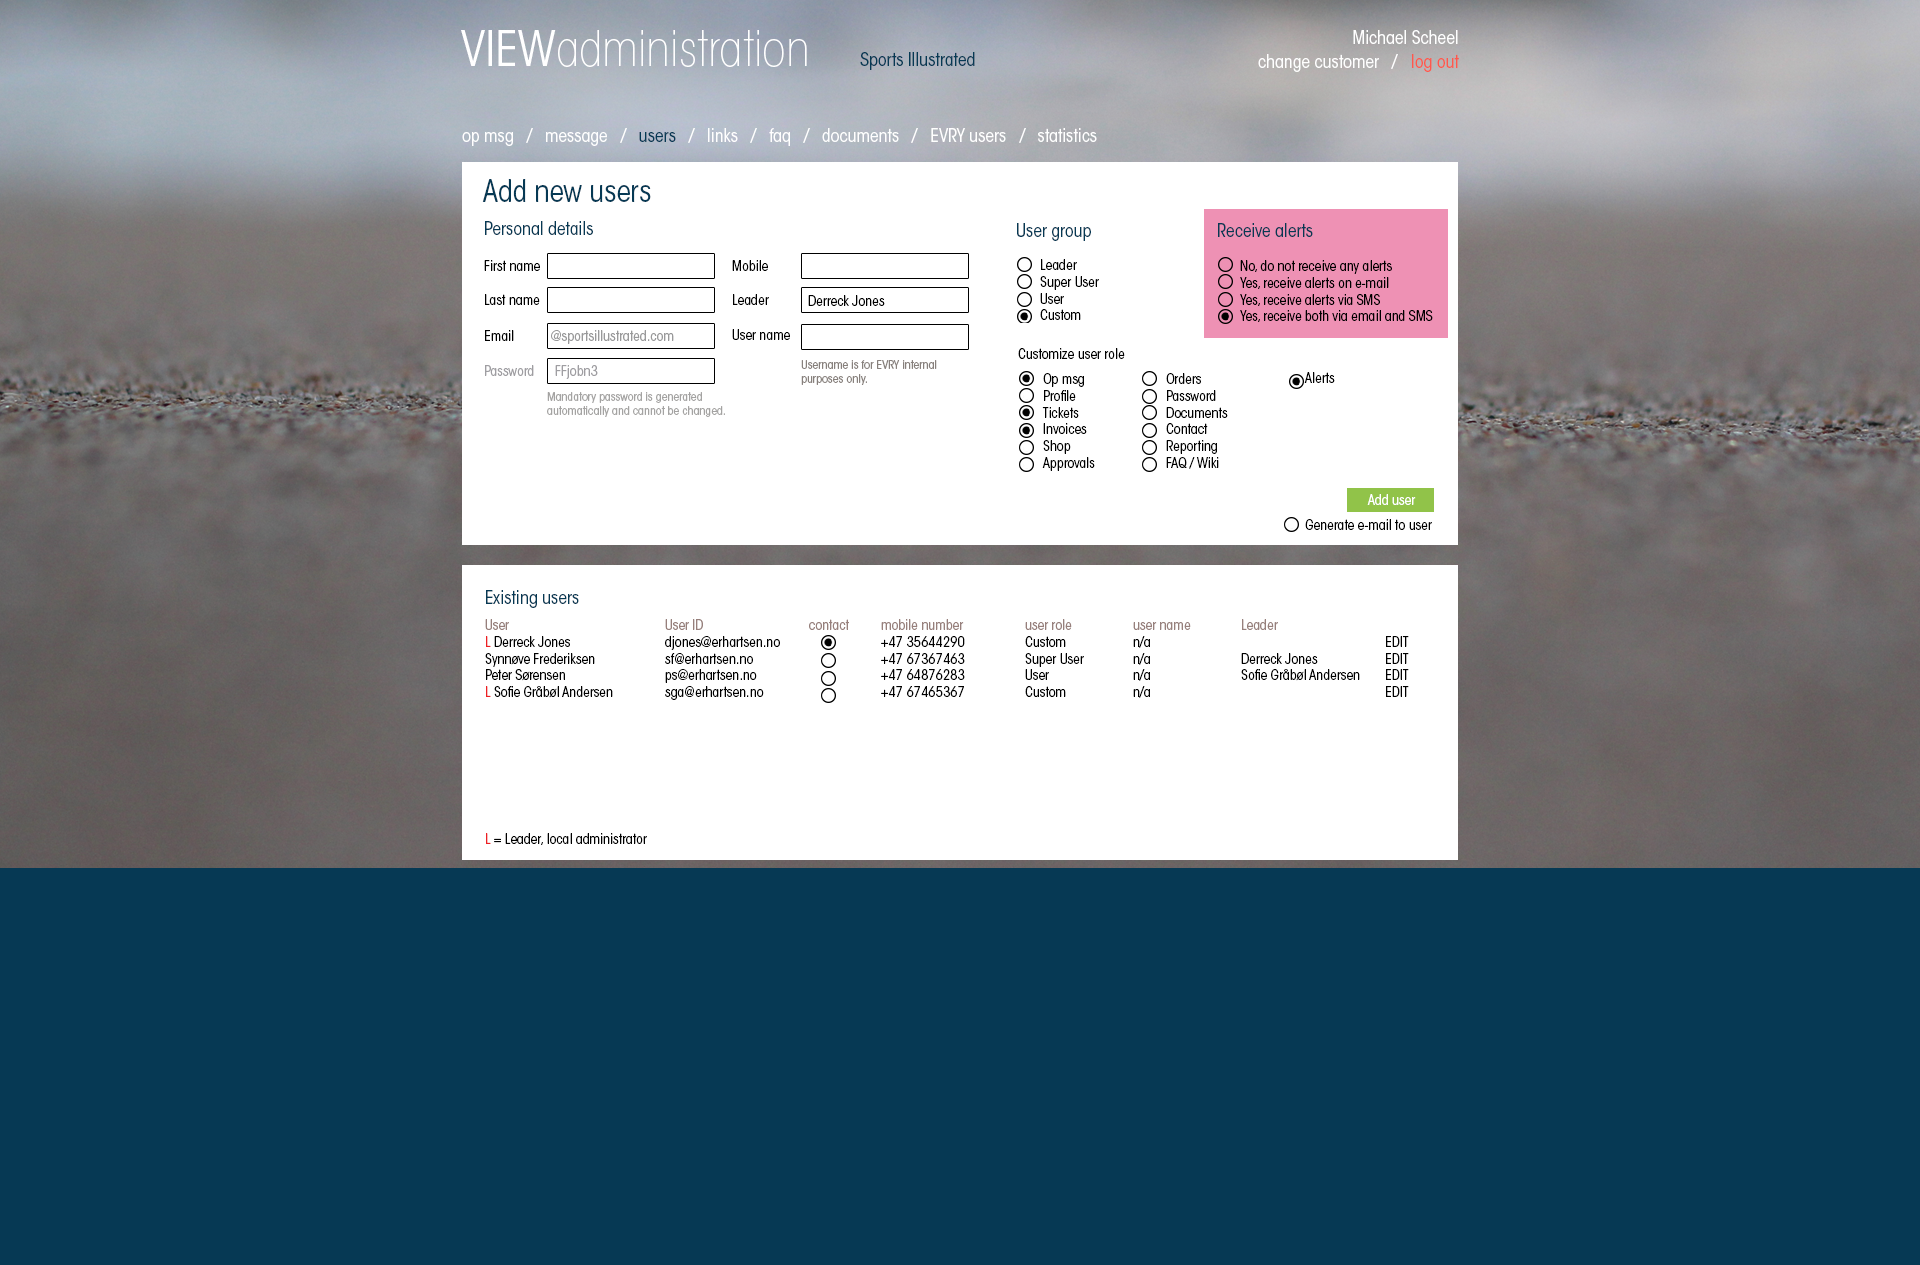 VIEWadministration
Sports Illustrated
Michael Scheel
change customer / log out
op msg / message / users / links / faq / documents / EVRY users / statistics
Add new users
Personal details
First name
Last name
Email @sportsillustrated.com
Password FFjobn3
Mandatory password is generated
automatically and cannot be changed.
Mobile
Leader Derreck Jones
User name
Username is for EVRY internal
purposes only.
User group
Leader
Super User
User
Custom
Receive alerts
No, do not receive any alerts
Yes, receive alerts on e-mail
Yes, receive alerts via SMS
Yes, receive both via email and SMS
Customize user role
Op msg
Profile
Tickets
Invoices
Shop
Approvals
Orders
Password
Documents
Contact
Reporting
FAQ / Wiki
Alerts
Add user
Generate e-mail to user
Existing users
User User ID contact mobile number user role user name Leader
L Derreck Jones djones@erhartsen.no +47 35644290 Custom n/a EDIT
Synnøve Frederiksen sf@erhartsen.no +47 67367463 Super User n/a Derreck Jones EDIT
Peter Sørensen ps@erhartsen.no +47 64876283 User n/a Sofie Gråbøl Andersen EDIT
L Sofie Gråbøl Andersen sga@erhartsen.no +47 67465367 Custom n/a EDIT
L = Leader, local administrator